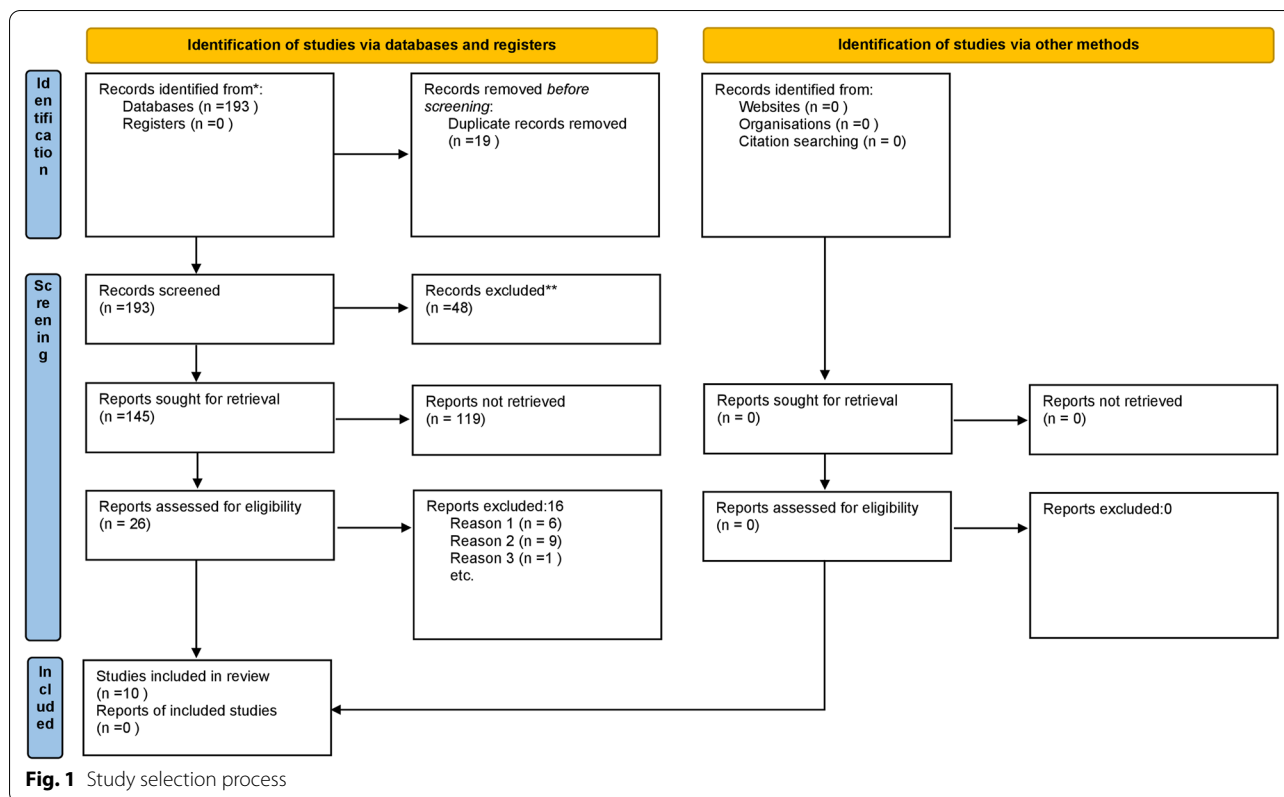 Identification of studies via databases and registers
Identification of studies via other methods
Id
en
tifi
ca
tio
n
Records identified from*:
Databases (n =193 )
Registers (n =0 )
Records removed before
screening:
Duplicate records removed
(n =19 )
Records identified from:
Websites (n =0 )
Organisations (n =0 )
Citation searching (n = 0)
Sc
re
en
in
g
Records screened
(n =193)
Records excluded**
(n =48)
Reports sought for retrieval
(n =145)
Reports not retrieved
(n = 119)
Reports sought for retrieval
(n = 0)
Reports not retrieved
(n = 0)
Reports assessed for eligibility
(n = 26)
Reports excluded:16
Reason 1 (n = 6)
Reason 2 (n = 9)
Reason 3 (n =1 )
etc.
Reports assessed for eligibility
(n = 0)
Reports excluded:0
In
cl
ud
ed
Studies included in review
(n =10 )
Reports of included studies
(n =0 )
Fig. 1 Study selection process